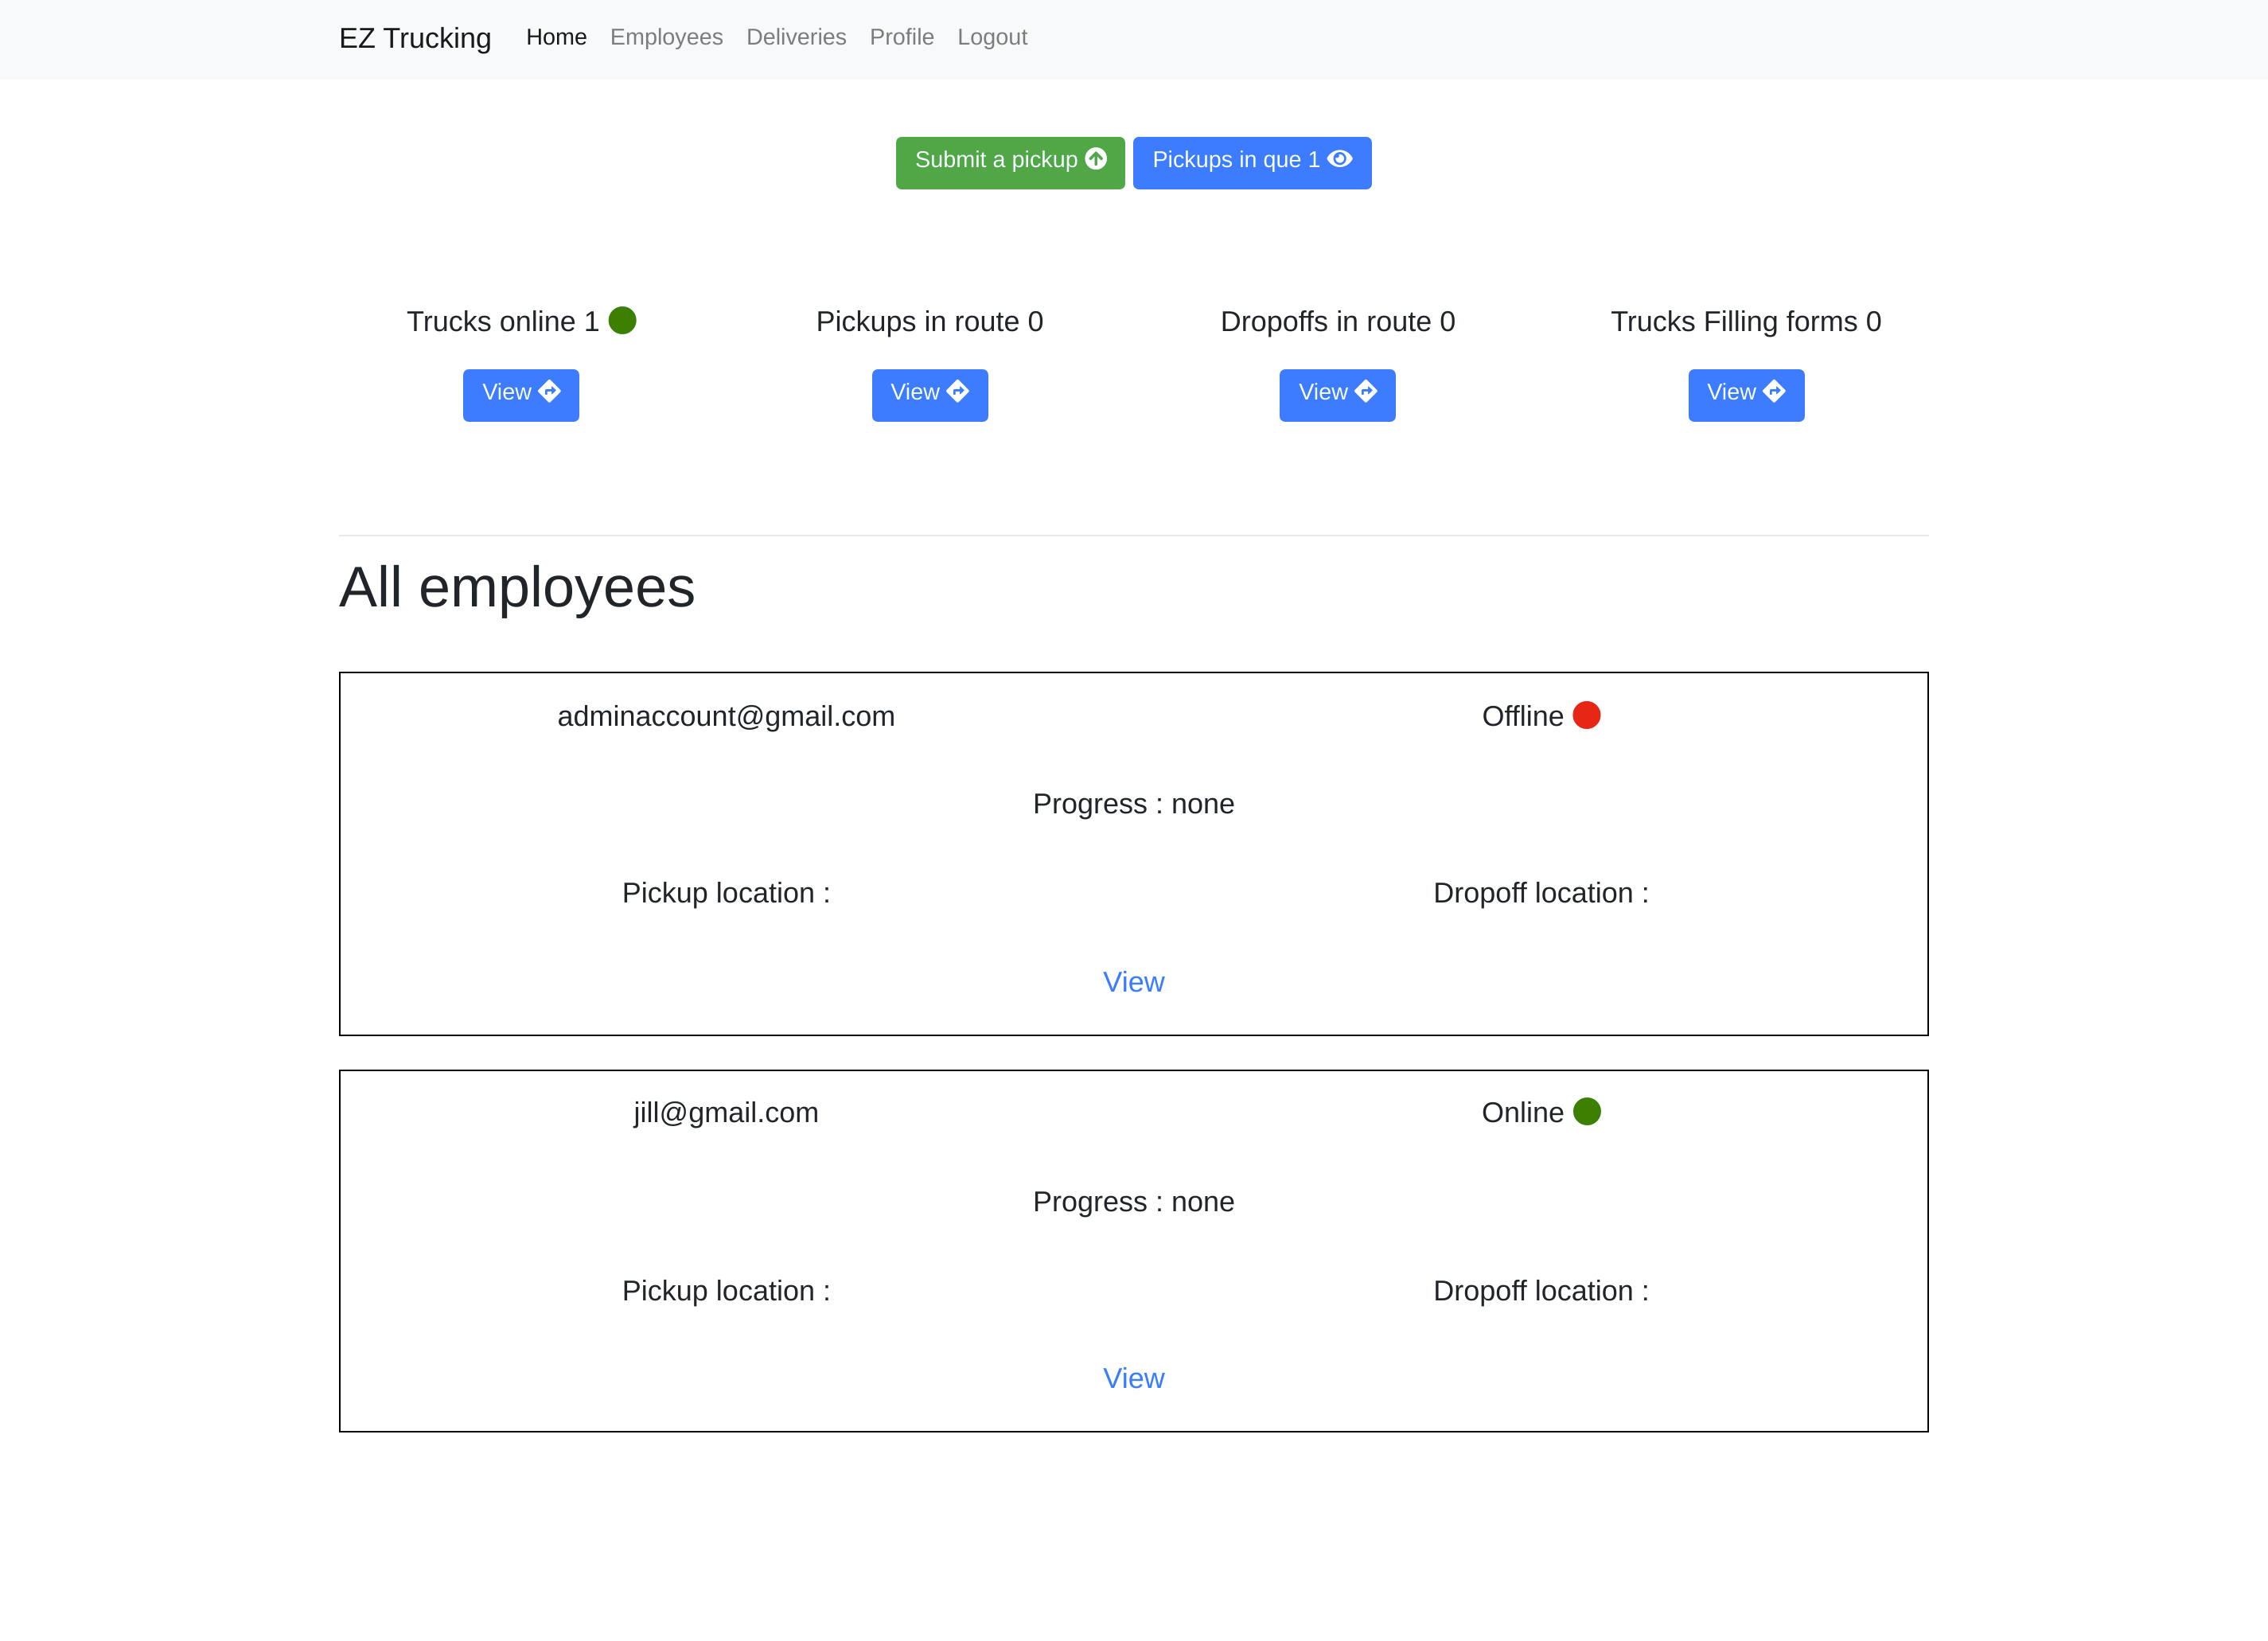 EZ Trucking Home Employees Deliveries Profile Logout
Submit a pickup Pickups in que 1
Trucks online 1 Pickups in route 0 Dropoffs in route 0 Trucks Filling forms 0
View View View View
All employees
adminaccount@gmail.com Offline
Progress : none
Pickup location : Dropoff location :
View
jill@gmail.com Online
Progress : none
Pickup location : Dropoff location :
View